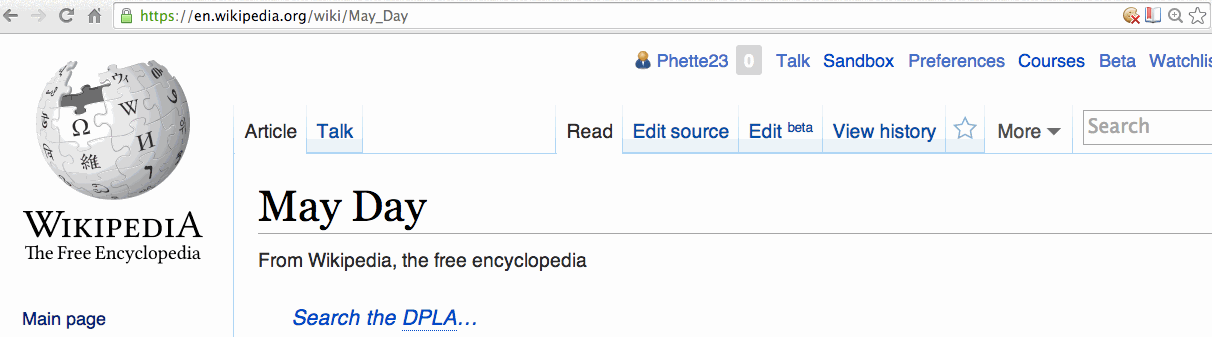 https://en.wikipedia.org/wiki/May_Day
Phette23 0 Talk Sandbox Preferences Courses Beta Watchlis
Article Talk Read Edit source Edit beta View history More Search
Ω W И 維
WIKIPEDIA
The Free Encyclopedia
May Day
From Wikipedia, the free encyclopedia
Main page
Search the DPLA…